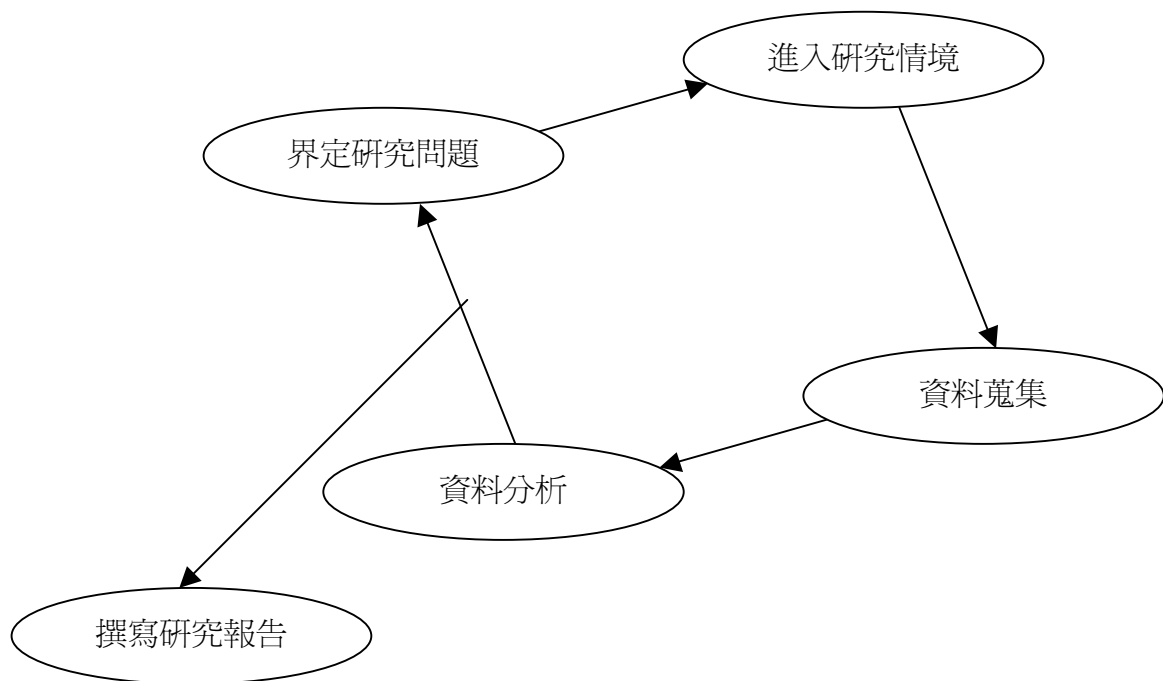 進入研究情境
界定研究問題
資料蒐集
資料分析
撰寫研究報告